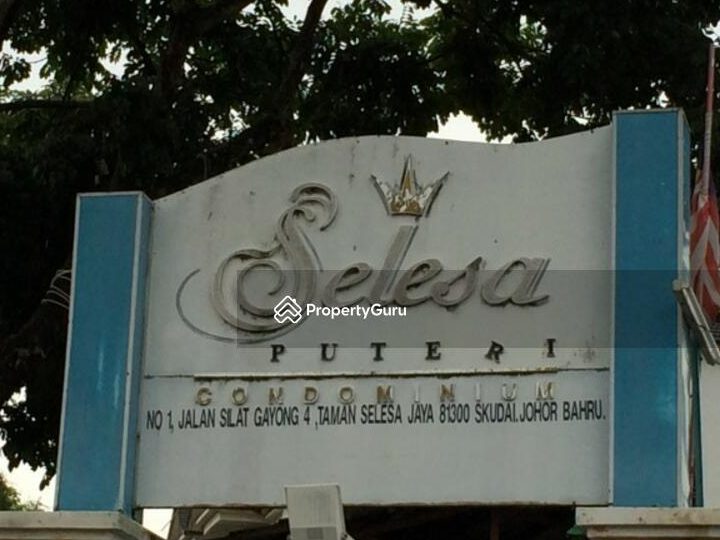 Selesa
PropertyGuru
PUTERI
CONDOMINIUM
NO 1, JALAN SILAT GAYONG 4 ,TAMAN SELESA JAYA 81300 SKUDAI.JOHOR BAHRU.